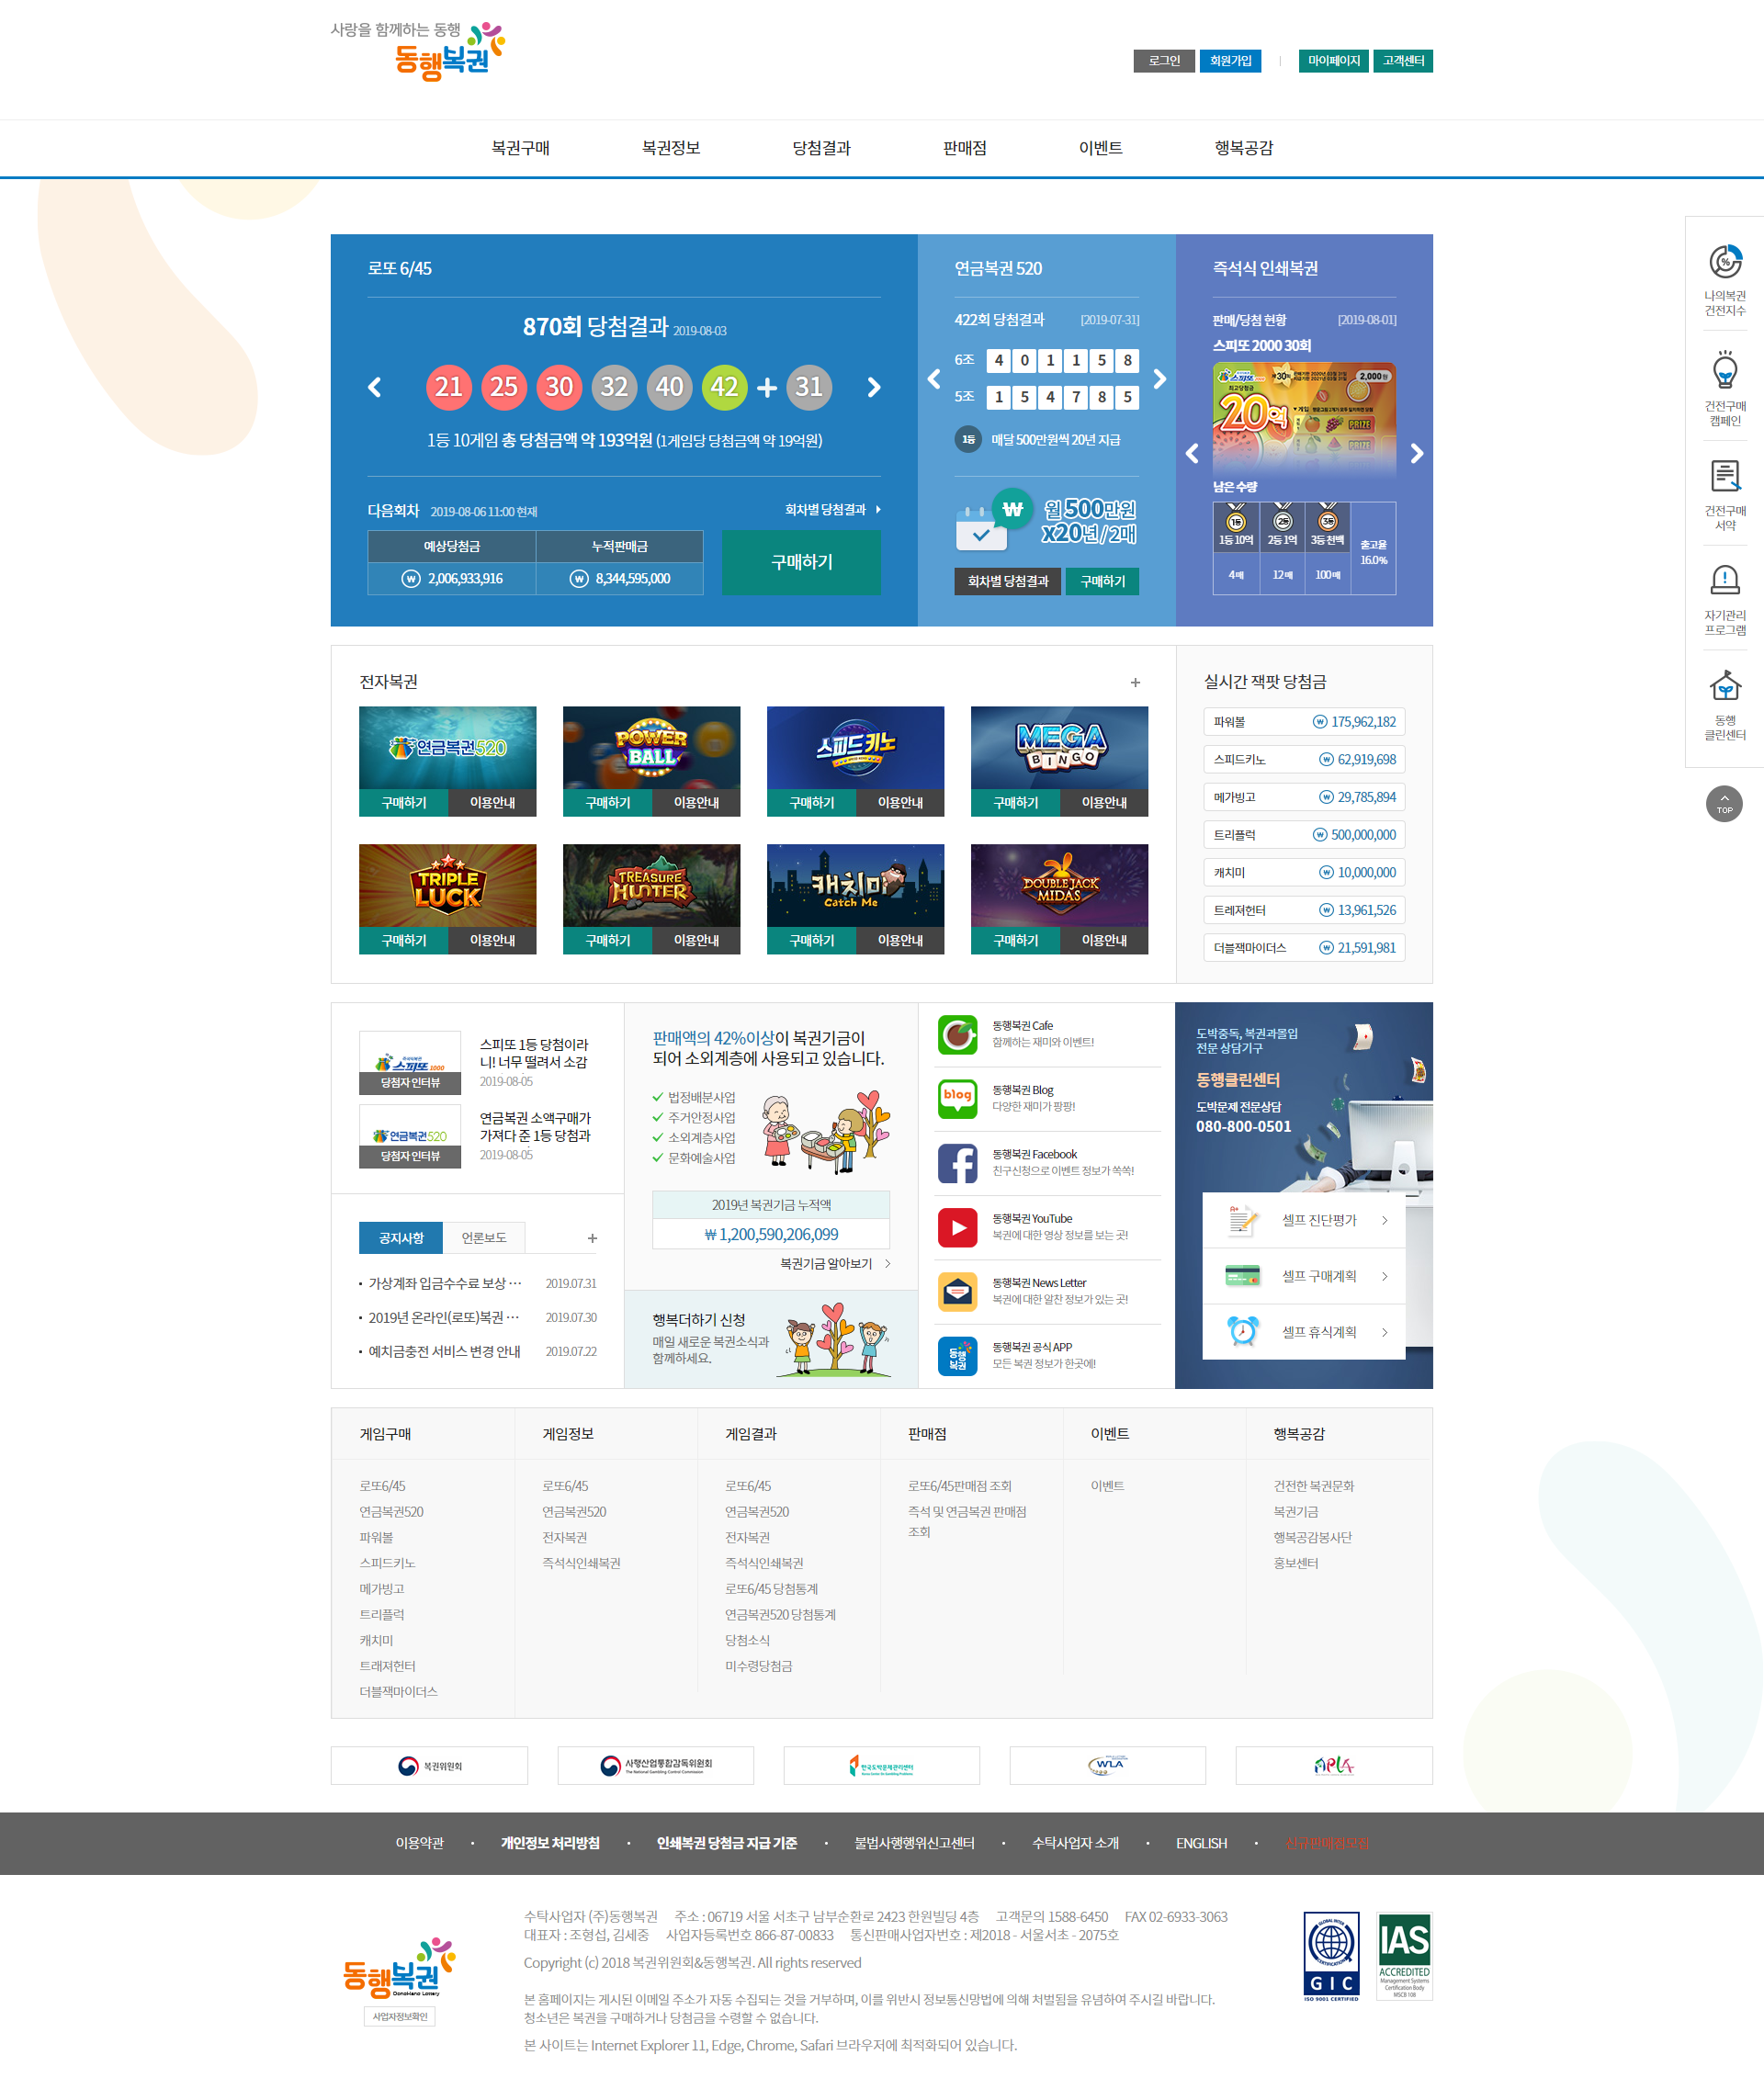 사랑을 함께하는 동행
동행복권
로그인
회원가입
마이페이지
고객센터
복권구매
복권정보
당첨결과
판매점
이벤트
행복공감
로또 6/45
870회 당첨결과 2019-08-03
21 25 30 32 40 42 + 31
1등 10게임 총 당첨금액 약 193억원 (1게임당 당첨금액 약 19억원)
다음회차 2019-08-06 11:00 현재
회차별 당첨결과
예상당첨금
누적판매금
₩ 2,006,933,916
₩ 8,344,595,000
구매하기
연금복권 520
422회 당첨결과 [2019-07-31]
6조 4 0 1 1 5 8
5조 1 5 4 7 8 5
1등 매달 500만원씩 20년 지급
₩
월 500만원
x20년 / 2매
회차별 당첨결과
구매하기
즉석식 인쇄복권
판매/당첨 현황 [2019-08-01]
스피또 2000 30회
스피또
제30회
2,000원
최고당첨금
20억
PRIZE
PRIZE
남은 수량
1등 2등 3등
1등 10억 2등 1억 3등 천백
출고율
16.0%
4매 12매 100매
나의복권
건전지수
건전구매
캠페인
건전구매
서약
자기관리
프로그램
동행
클린센터
TOP
전자복권
연금복권520
POWER
BALL
스피드키노
MEGA
BINGO
구매하기 이용안내
구매하기 이용안내
구매하기 이용안내
구매하기 이용안내
TRIPLE
LUCK
TREASURE
HUNTER
캐치미
Catch Me
DOUBLE JACK
MIDAS
구매하기 이용안내
구매하기 이용안내
구매하기 이용안내
구매하기 이용안내
실시간 잭팟 당첨금
파워볼 ₩ 175,962,182
스피드키노 ₩ 62,919,698
메가빙고 ₩ 29,785,894
트리플럭 ₩ 500,000,000
캐치미 ₩ 10,000,000
트레져헌터 ₩ 13,961,526
더블잭마이더스 ₩ 21,591,981
스피또 1000
당첨자 인터뷰
스피또 1등 당첨이라
니! 너무 떨려서 소감
2019-08-05
연금복권520
당첨자 인터뷰
연금복권 소액구매가
가져다 준 1등 당첨과
2019-08-05
공지사항
언론보도
가상계좌 입금수수료 보상 … 2019.07.31
2019년 온라인(로또)복권 … 2019.07.30
예치금충전 서비스 변경 안내 2019.07.22
판매액의 42%이상이 복권기금이
되어 소외계층에 사용되고 있습니다.
법정배분사업
주거안정사업
소외계층사업
문화예술사업
2019년 복권기금 누적액
₩ 1,200,590,206,099
복권기금 알아보기
행복더하기 신청
매일 새로운 복권소식과
함께하세요.
동행복권 Cafe
함께하는 재미와 이벤트!
blog
동행복권 Blog
다양한 재미가 팡팡!
동행복권 Facebook
친구신청으로 이벤트 정보가 쏙쏙!
동행복권 YouTube
복권에 대한 영상 정보를 보는 곳!
동행복권 News Letter
복권에 대한 알찬 정보가 있는 곳!
동행
복권
동행복권 공식 APP
모든 복권 정보가 한곳에!
도박중독, 복권과몰입
전문 상담기구
동행클린센터
도박문제 전문상담
080-800-0501
셀프 진단평가
셀프 구매계획
셀프 휴식계획
게임구매
로또6/45
연금복권520
파워볼
스피드키노
메가빙고
트리플럭
캐치미
트래져헌터
더블잭마이더스
게임정보
로또6/45
연금복권520
전자복권
즉석식인쇄복권
게임결과
로또6/45
연금복권520
전자복권
즉석식인쇄복권
로또6/45 당첨통계
연금복권520 당첨통계
당첨소식
미수령당첨금
판매점
로또6/45판매점 조회
즉석 및 연금복권 판매점
조회
이벤트
이벤트
행복공감
건전한 복권문화
복권기금
행복공감봉사단
홍보센터
복권위원회
사행산업통합감독위원회
The National Gambling Control Commission
한국도박문제관리센터
WLA
APLA
이용약관
개인정보 처리방침
인쇄복권 당첨금 지급 기준
불법사행행위신고센터
수탁사업자 소개
ENGLISH
신규판매점모집
동행복권
DongHang Lottery
사업자정보확인
수탁사업자 (주)동행복권 주소 : 06719 서울 서초구 남부순환로 2423 한원빌딩 4층 고객문의 1588-6450 FAX 02-6933-3063
대표자 : 조형섭, 김세중 사업자등록번호 866-87-00833 통신판매사업자번호 : 제2018 - 서울서초 - 2075호
Copyright (c) 2018 복권위원회&동행복권. All rights reserved
본 홈페이지는 게시된 이메일 주소가 자동 수집되는 것을 거부하며, 이를 위반시 정보통신망법에 의해 처벌됨을 유념하여 주시길 바랍니다.
청소년은 복권을 구매하거나 당첨금을 수령할 수 없습니다.
본 사이트는 Internet Explorer 11, Edge, Chrome, Safari 브라우저에 최적화되어 있습니다.
GLOBAL INTER
CERTIFICATION
GIC
ISO 9001 CERTIFIED
IAS
ACCREDITED
Management Systems
Certification Body
MSCB 108